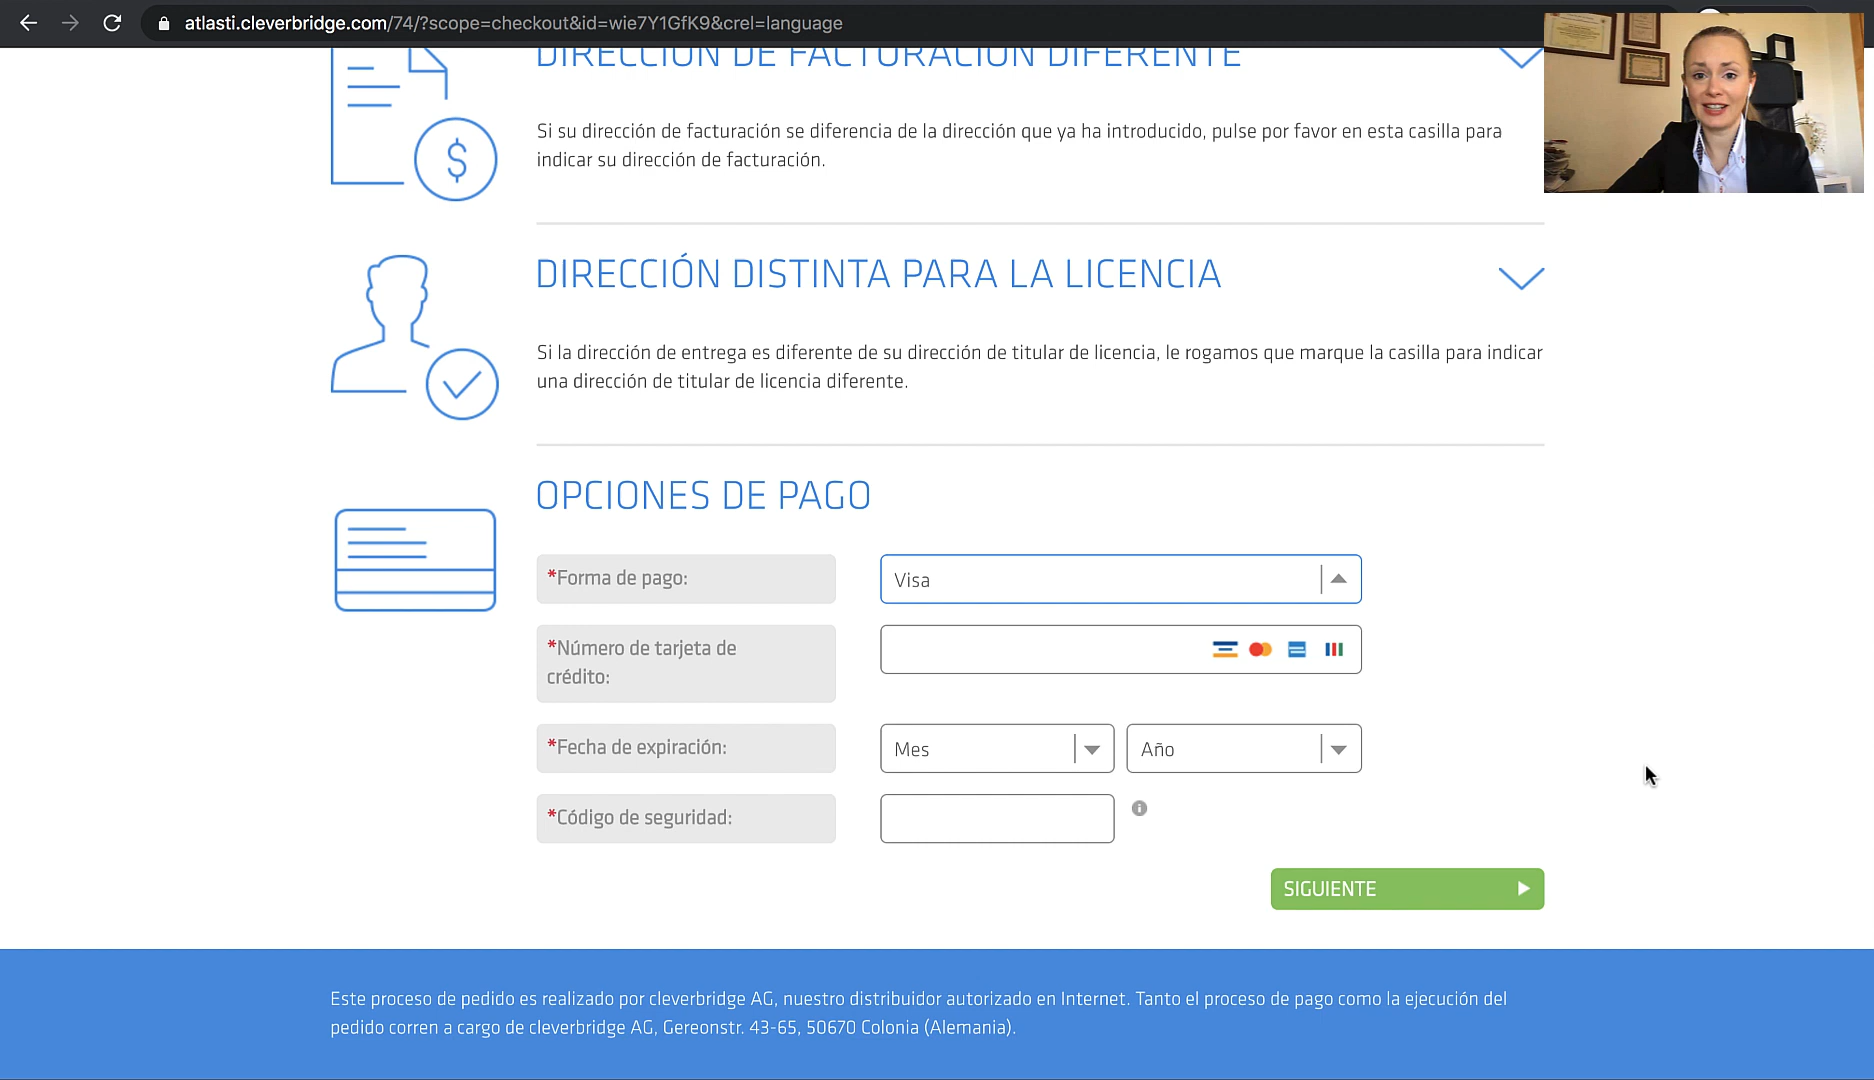 atlasti.cleverbridge.com/74/?scope=checkout&id=wie7Y1GfK9&crel=language
DIRECCIÓN DE FACTURACIÓN DIFERENTE
Si su dirección de facturación se diferencia de la dirección que ya ha introducido, pulse por favor en esta casilla para
indicar su dirección de facturación.
DIRECCIÓN DISTINTA PARA LA LICENCIA
Si la dirección de entrega es diferente de su dirección de titular de licencia, le rogamos que marque la casilla para indicar
una dirección de titular de licencia diferente.
OPCIONES DE PAGO
*Forma de pago:
Visa
*Número de tarjeta de
crédito:
*Fecha de expiración:
Mes
Año
*Código de seguridad:
SIGUIENTE
Este proceso de pedido es realizado por cleverbridge AG, nuestro distribuidor autorizado en Internet. Tanto el proceso de pago como la ejecución del
pedido corren a cargo de cleverbridge AG, Gereonstr. 43-65, 50670 Colonia (Alemania).